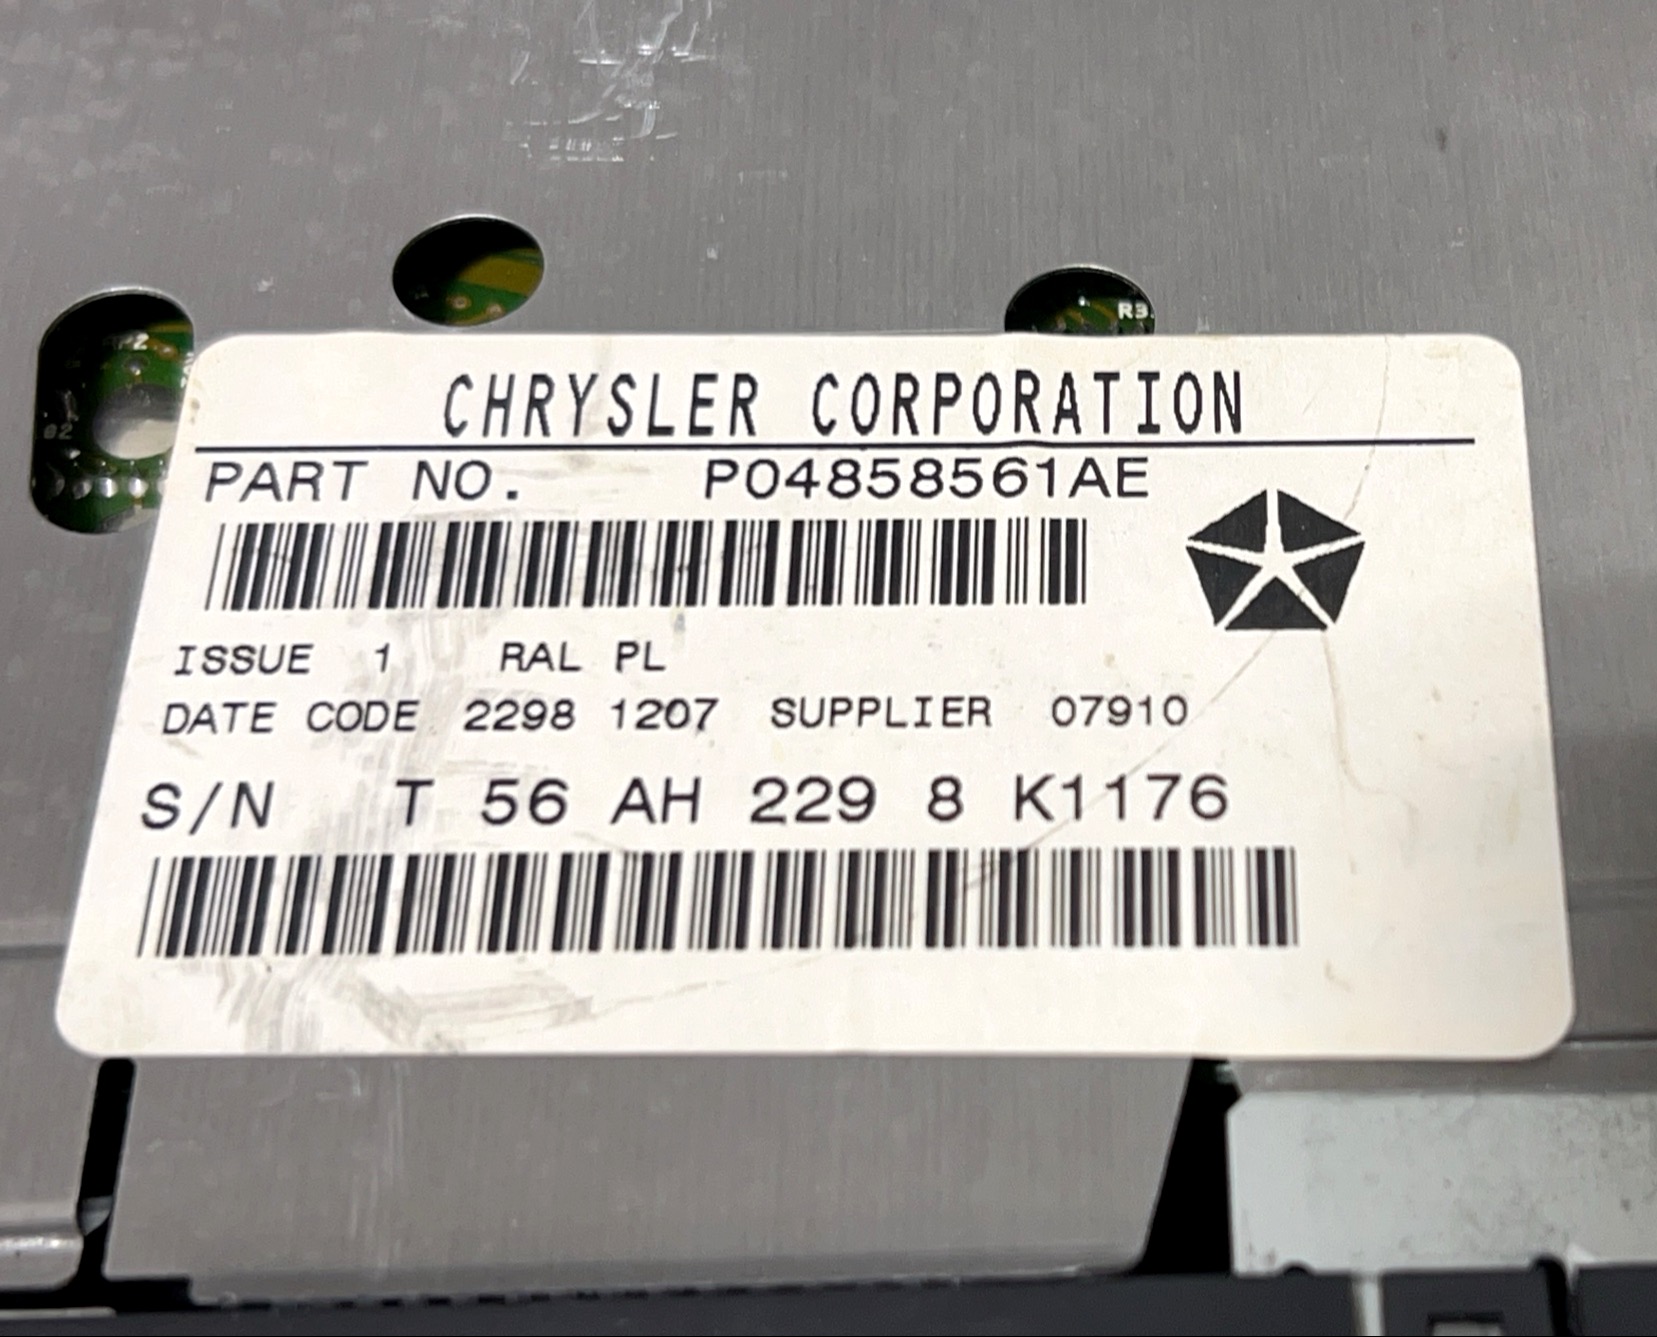 R3
CHRYSLER CORPORATION
PART NO. P04858561AE
ISSUE 1 RAL PL
DATE CODE 2298 1207 SUPPLIER 07910
S/N T 56 AH 229 8 K1176